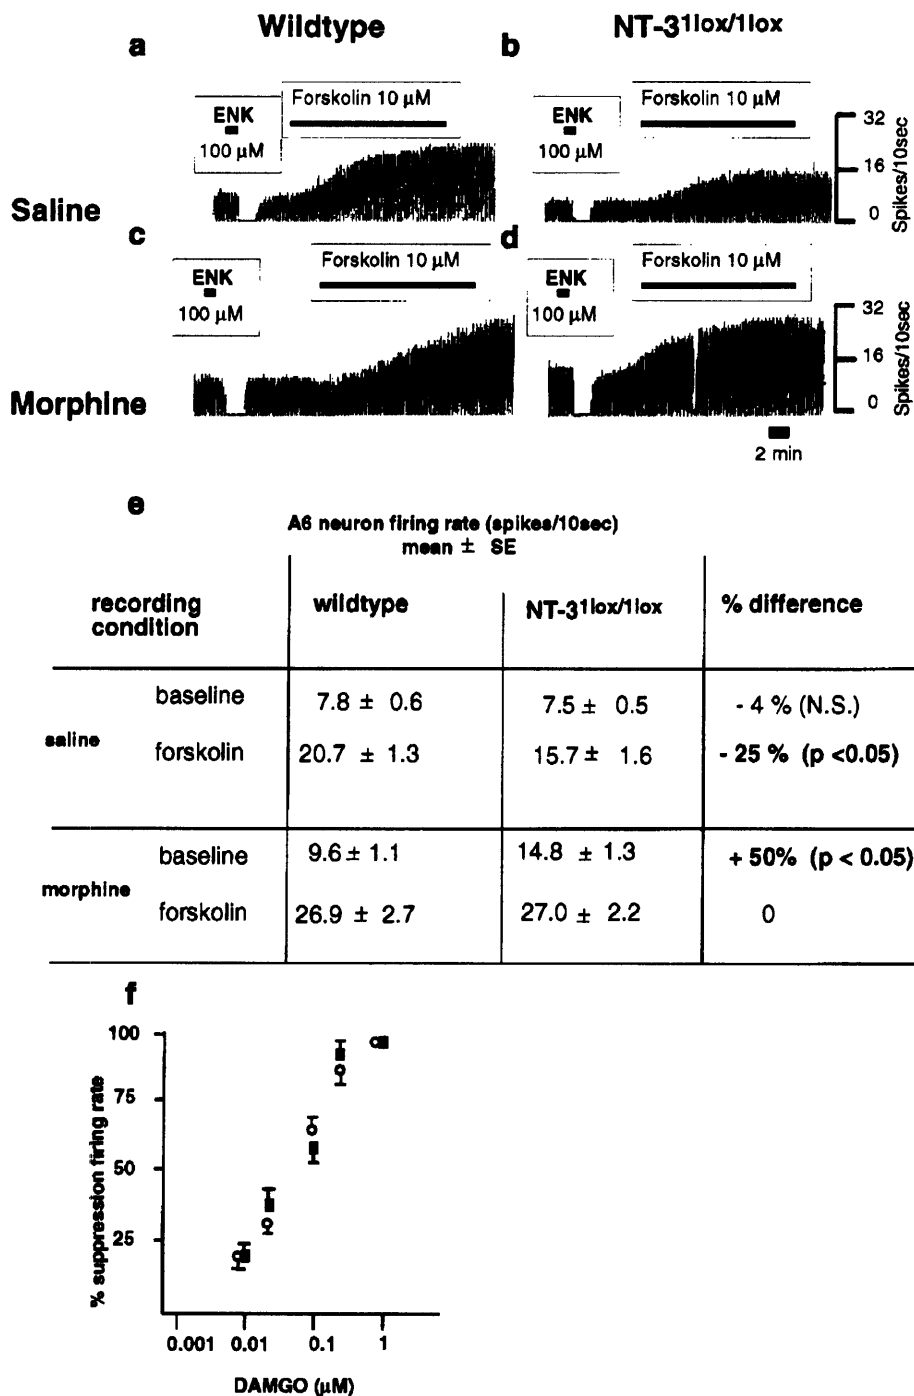 Wildtype NT-3 1lox/1lox
a b
Forskolin 10 µM Forskolin 10 µM
ENK ENK
100 µM 100 µM
32
16
0
Spikes/10sec
Saline
c d
Forskolin 10 µM Forskolin 10 µM
ENK ENK
100 µM 100 µM
32
16
0
Spikes/10sec
Morphine
2 min
e
A6 neuron firing rate (spikes/10sec)
mean ± SE
recording condition wildtype NT-3 1lox/1lox % difference
saline
baseline 7.8 ± 0.6 7.5 ± 0.5 - 4 % (N.S.)
forskolin 20.7 ± 1.3 15.7 ± 1.6 - 25 % (p <0.05)
morphine
baseline 9.6 ± 1.1 14.8 ± 1.3 + 50% (p < 0.05)
forskolin 26.9 ± 2.7 27.0 ± 2.2 0
f
% suppression firing rate
100
75
50
25
0.001 0.01 0.1 1
DAMGO (µM)